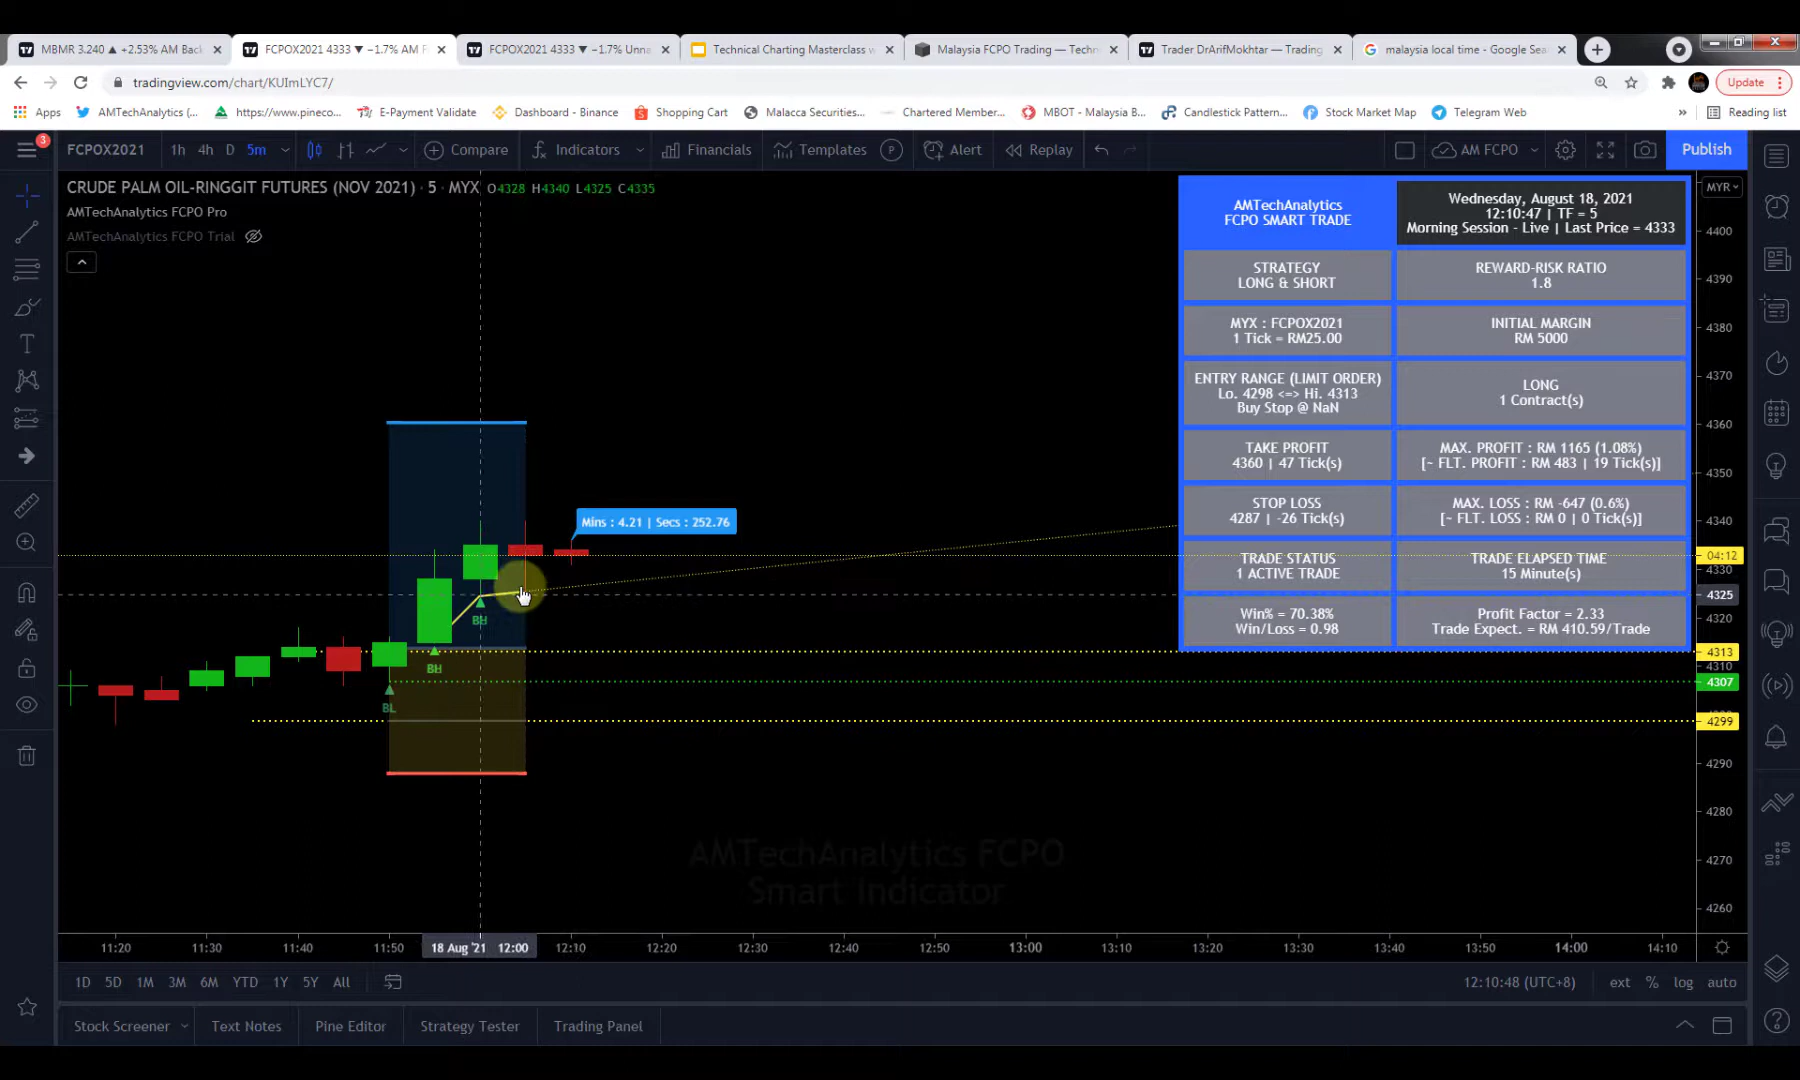 MBMR 3.240 ▲ +2.53% AM Back
FCPOX2021 4333 ▼ −1.7% AM F
FCPOX2021 4333 ▼ −1.7% Unna
Technical Charting Masterclass w
Malaysia FCPO Trading — Techn
Trader DrArifMokhtar — Trading
malaysia local time - Google Sea
tradingview.com/chart/KUImLYC7/
Update
Apps
AMTechAnalytics (...
https://www.pineco...
E-Payment Validate
Dashboard - Binance
Shopping Cart
Malacca Securities...
Chartered Member...
MBOT - Malaysia B...
Candlestick Pattern...
Stock Market Map
Telegram Web
»
Reading list
3
FCPOX2021
1h
4h
D
5m
Compare
Indicators
Financials
Templates
P
Alert
Replay
AM FCPO
Publish
CRUDE PALM OIL-RINGGIT FUTURES (NOV 2021) · 5 · MYX O4328 H4340 L4325 C4335
AMTechAnalytics FCPO Pro
AMTechAnalytics FCPO Trial
AMTechAnalytics
FCPO SMART TRADE
Wednesday, August 18, 2021
12:10:47 | TF = 5
Morning Session - Live | Last Price = 4333
STRATEGY
LONG & SHORT
REWARD-RISK RATIO
1.8
MYX : FCPOX2021
1 Tick = RM25.00
INITIAL MARGIN
RM 5000
ENTRY RANGE (LIMIT ORDER)
Lo. 4298 <=> Hi. 4313
Buy Stop @ NaN
LONG
1 Contract(s)
TAKE PROFIT
4360 | 47 Tick(s)
MAX. PROFIT : RM 1165 (1.08%)
[~ FLT. PROFIT : RM 483 | 19 Tick(s)]
STOP LOSS
4287 | -26 Tick(s)
MAX. LOSS : RM -647 (0.6%)
[~ FLT. LOSS : RM 0 | 0 Tick(s)]
TRADE STATUS
1 ACTIVE TRADE
TRADE ELAPSED TIME
15 Minute(s)
Win% = 70.38%
Win/Loss = 0.98
Profit Factor = 2.33
Trade Expect. = RM 410.59/Trade
MYR
4400
4390
4380
4370
4360
4350
4340
04:12
4330
4325
4320
4313
4310
4307
4299
4290
4280
4270
4260
Mins : 4.21 | Secs : 252.76
BH
BH
BL
AMTechAnalytics FCPO
Smart Indicator
11:20
11:30
11:40
11:50
18 Aug '21 12:00
12:10
12:20
12:30
12:40
12:50
13:00
13:10
13:20
13:30
13:40
13:50
14:00
14:10
1D
5D
1M
3M
6M
YTD
1Y
5Y
All
12:10:48 (UTC+8)
ext
%
log
auto
Stock Screener
Text Notes
Pine Editor
Strategy Tester
Trading Panel